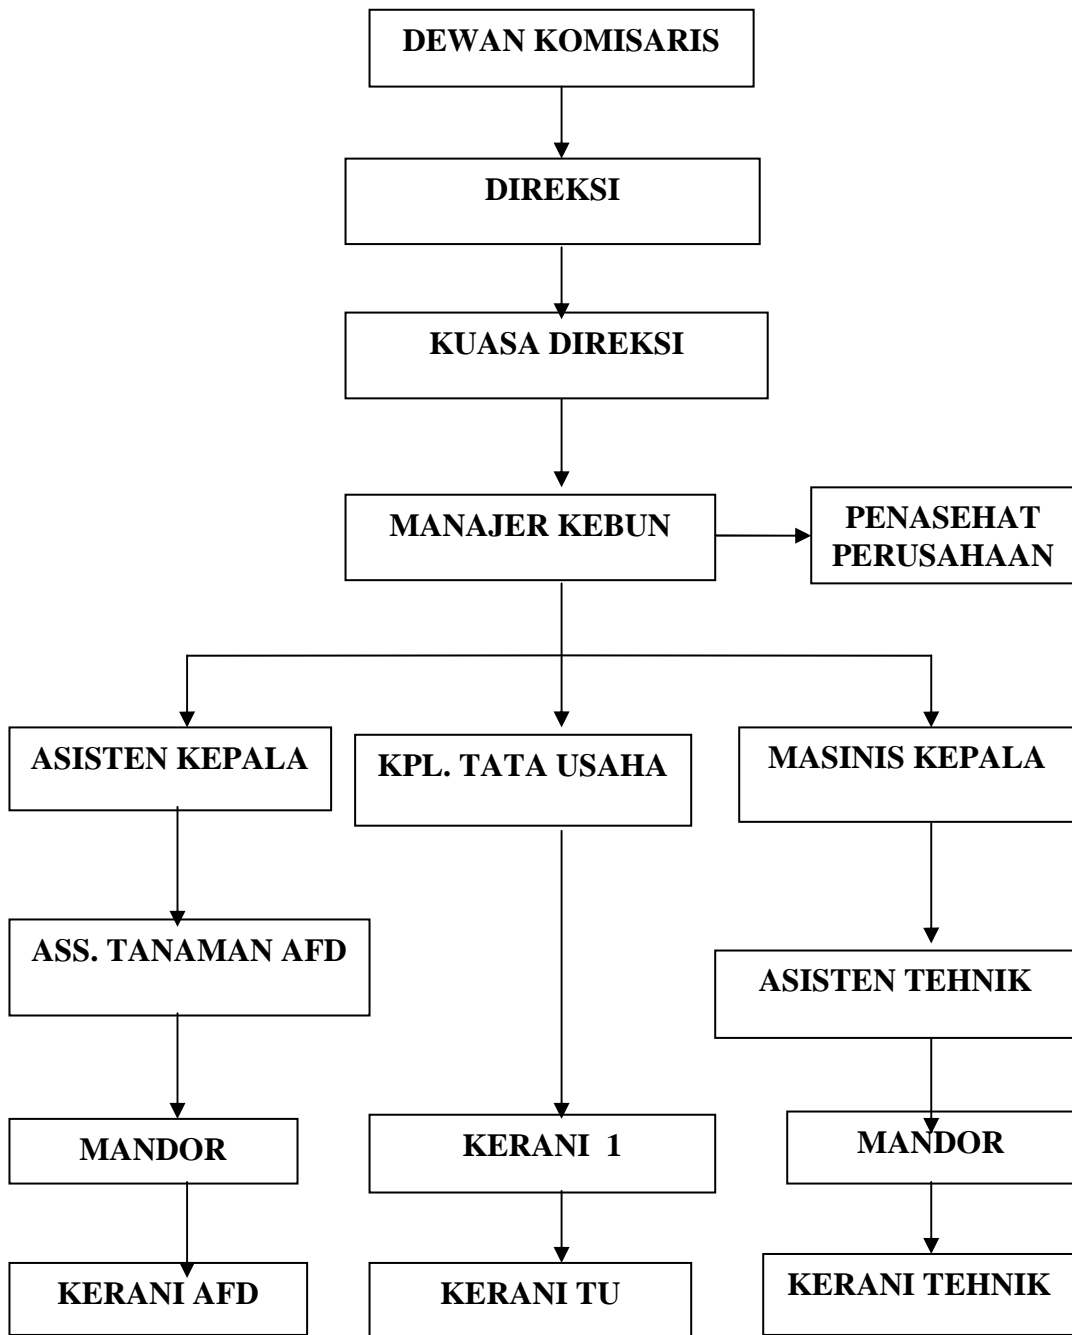 DEWAN KOMISARIS
DIREKSI
KUASA DIREKSI
MANAJER KEBUN
PENASEHAT
PERUSAHAAN
ASISTEN KEPALA
KPL. TATA USAHA
MASINIS KEPALA
ASS. TANAMAN AFD
ASISTEN TEHNIK
MANDOR
KERANI 1
MANDOR
KERANI AFD
KERANI TU
KERANI TEHNIK